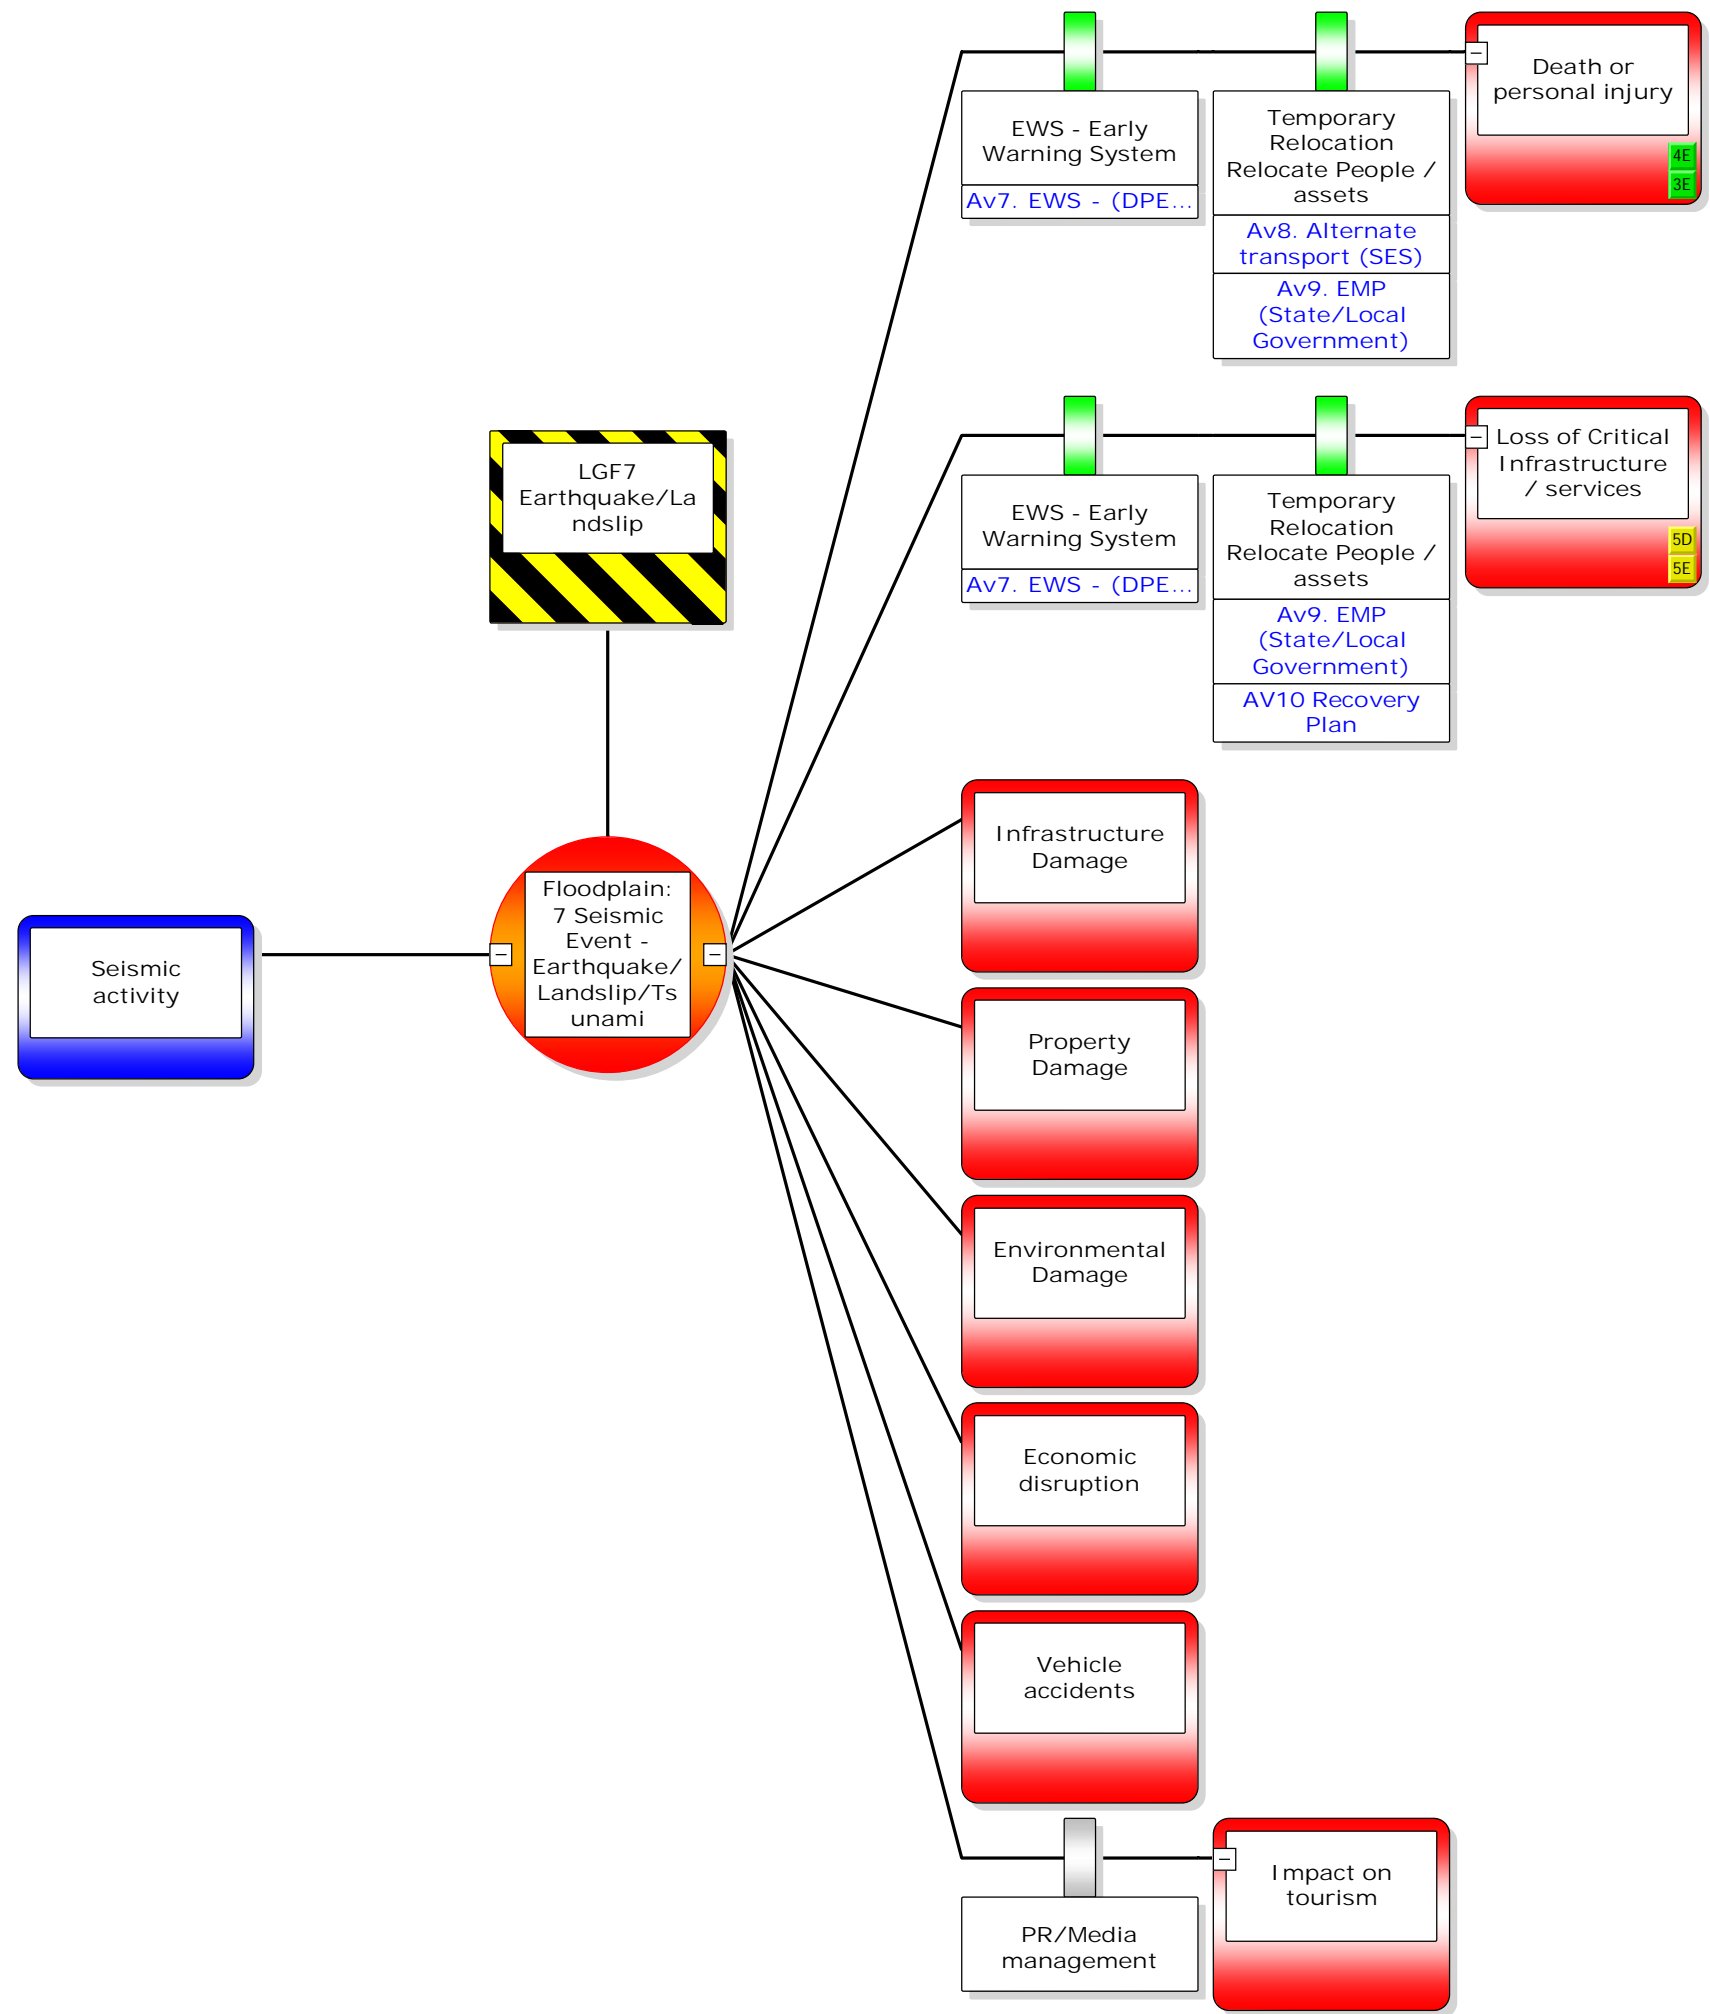 EWS - Early
Warning System
Av7. EWS - (DPE...
Temporary
Relocation
Relocate People /
assets
Av8. Alternate
transport (SES)
Av9. EMP
(State/Local
Government)
Death or
personal injury
4E
3E
LGF7
Earthquake/La
ndslip
EWS - Early
Warning System
Av7. EWS - (DPE...
Temporary
Relocation
Relocate People /
assets
Av9. EMP
(State/Local
Government)
AV10 Recovery
Plan
Loss of Critical
Infrastructure
/ services
5D
5E
Seismic
activity
Floodplain:
7 Seismic
Event -
Earthquake/
Landslip/Ts
unami
Infrastructure
Damage
Property
Damage
Environmental
Damage
Economic
disruption
Vehicle
accidents
PR/Media
management
Impact on
tourism